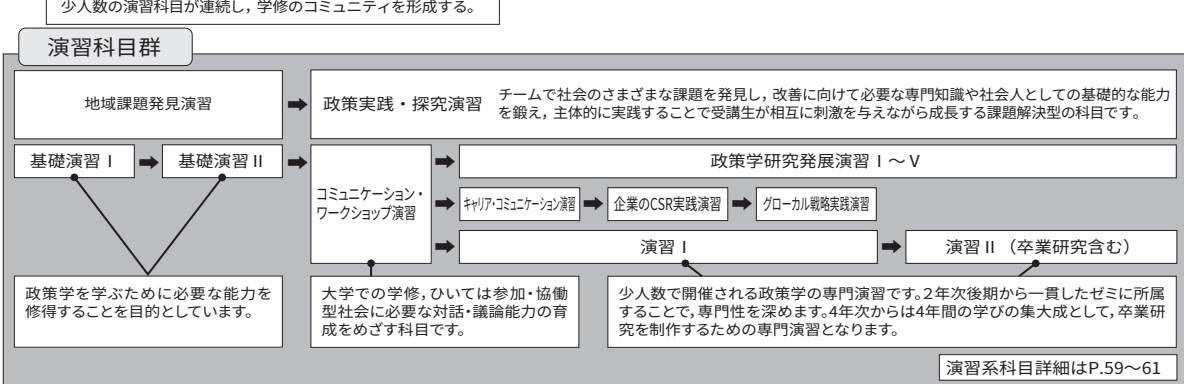 少人数の演習科目が連続し，学修のコミュニティを形成する。
演習科目群
地域課題発見演習
政策実践・探究演習
チームで社会のさまざまな課題を発見し，改善に向けて必要な専門知識や社会人としての基礎的な能力
を鍛え，主体的に実践することで受講生が相互に刺激を与えながら成長する課題解決型の科目です。
基礎演習Ⅰ
基礎演習Ⅱ
コミュニケーション・
ワークショップ演習
政策学研究発展演習Ⅰ～Ⅴ
キャリア・コミュニケーション演習
企業のCSR実践演習
グローカル戦略実践演習
演習Ⅰ
演習Ⅱ（卒業研究含む）
政策学を学ぶために必要な能力を
修得することを目的としています。
大学での学修，ひいては参加・協働
型社会に必要な対話・議論能力の育
成をめざす科目です。
少人数で開催される政策学の専門演習です。2年次後期から一貫したゼミに所属
することで，専門性を深めます。4年次からは4年間の学びの集大成として，卒業研
究を制作するための専門演習となります。
演習系科目詳細はP.59～61